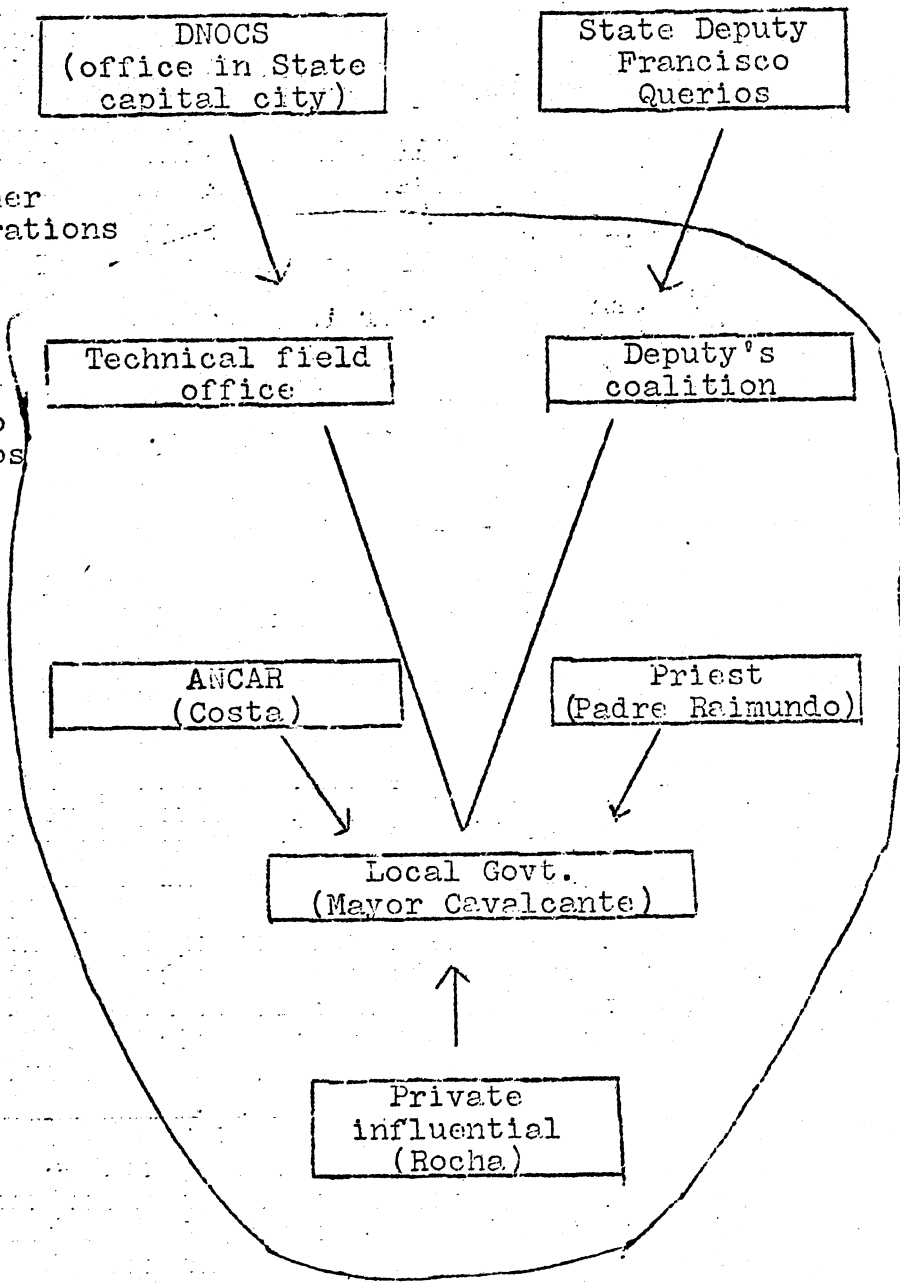 DNOCS
(office in State
capital city)
State Deputy
Francisco
Querios
rations
Technical field
office
Deputy's
coalition
ANCAR
(Costa)
Priest
(Padre Raimundo)
Local Govt.
(Mayor Cavalcante)
Private
influential
(Rocha)